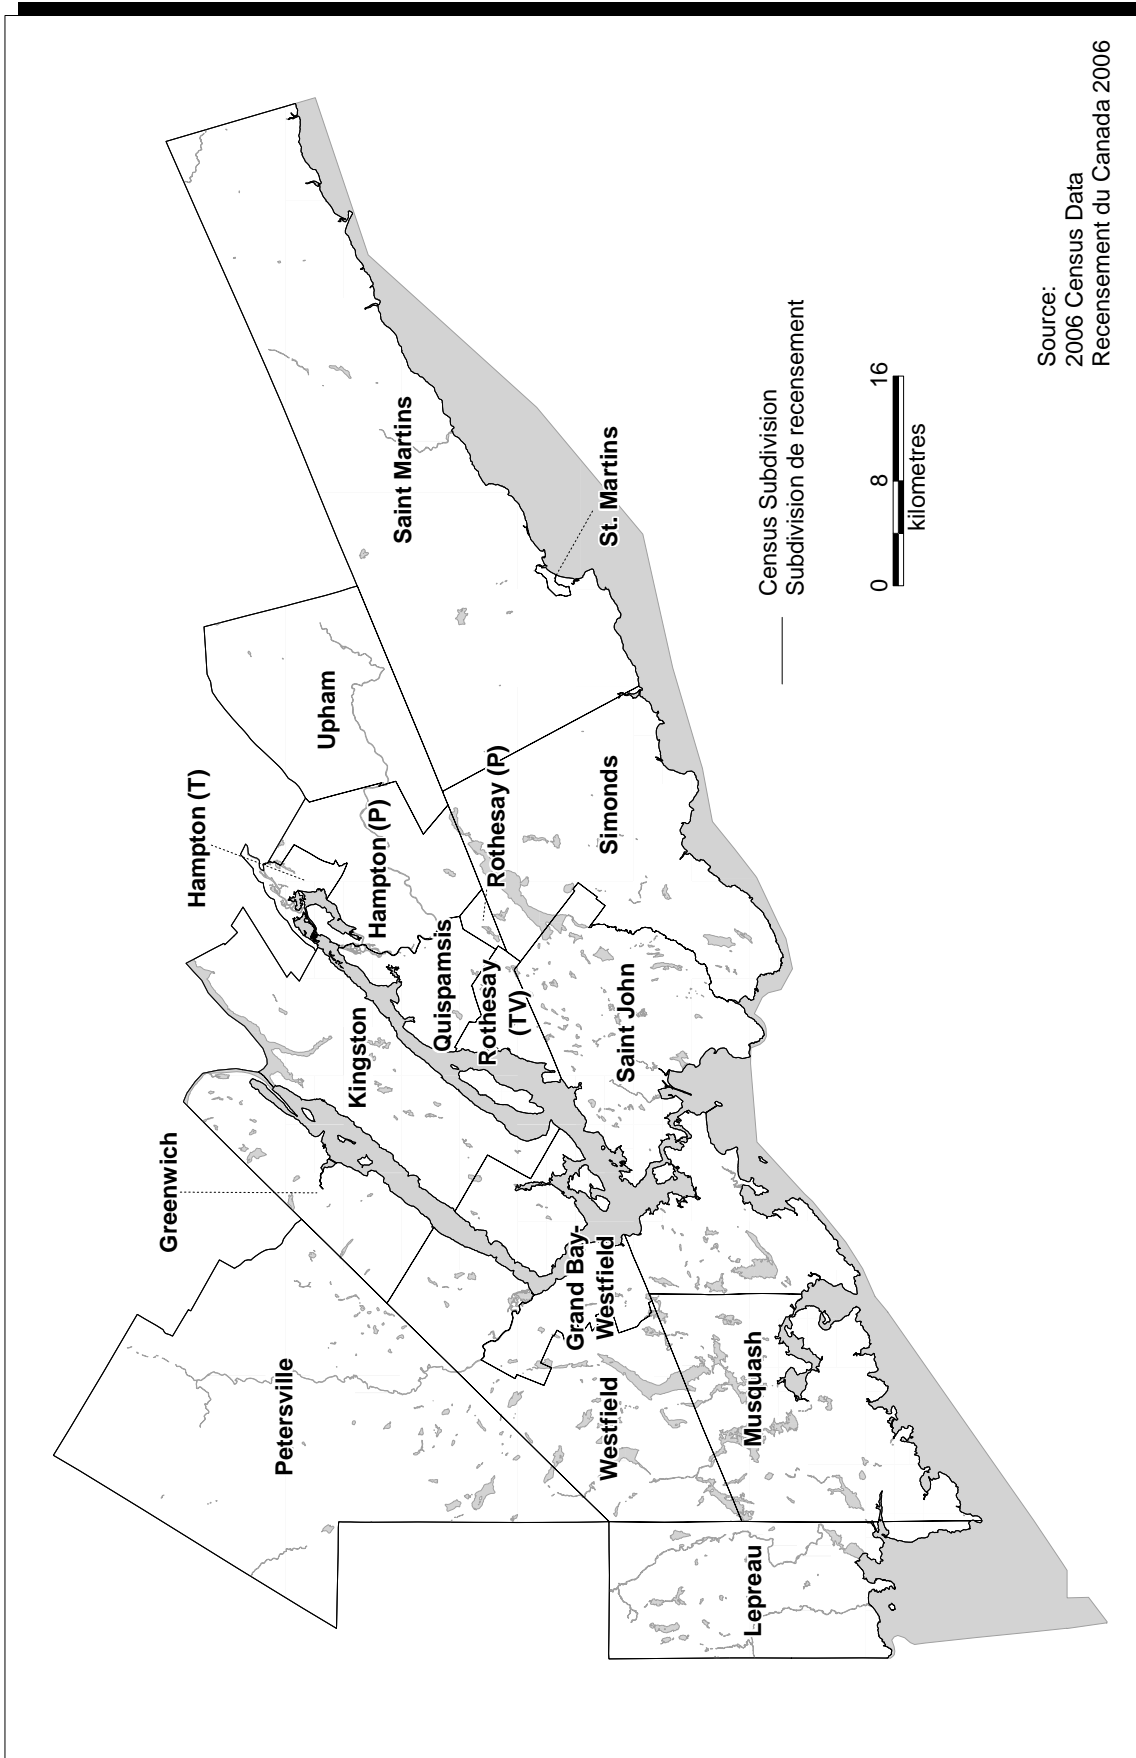 Hampton (T)
Upham
Saint Martins
St. Martins
Greenwich
Kingston
Hampton (P)
Quispamsis
Rothesay (P)
Rothesay
(TV)
Simonds
Saint John
Petersville
Grand Bay-
Westfield
Westfield
Musquash
Lepreau
Census Subdivision
Subdivision de recensement
0 8 16
kilometres
Source:
2006 Census Data
Recensement du Canada 2006